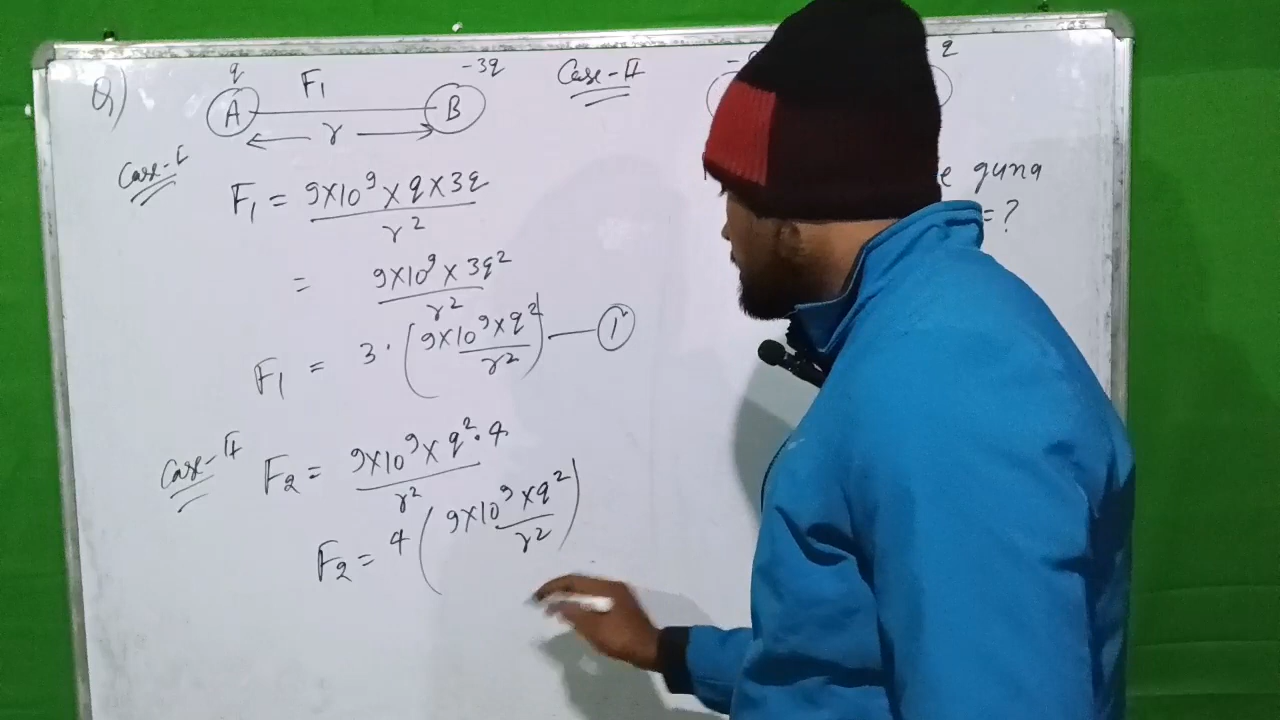 Q) q F₁ -3q Case-II q
A B
r
Case-I
F₁ = 9×10⁹ × q × 3q / r² guna
= ?
= 9×10⁹ × 3q² / r²
F₁ = 3 · (9×10⁹ × q² / r²) — 1
Case-II F₂ = 9×10⁹ × q² · 4 / r²
F₂ = 4 (9×10⁹ × q² / r²)